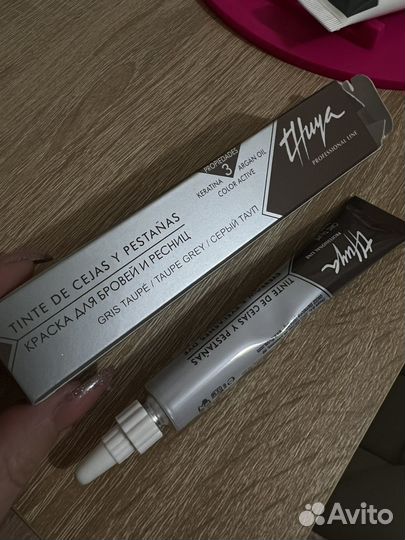 thuya
PROFESSIONAL LINE
PROPIEDADES
3
KERATINA ARGAN OIL
COLOR ACTIVE
TINTE DE CEJAS Y PESTAÑAS
КРАСКА ДЛЯ БРОВЕЙ И РЕСНИЦ
GRIS TAUPÉ / TAUPE GREY / СЕРЫЙ ТАУП
thuya
PROFESSIONAL LINE
TINTE DE CEJAS Y PESTAÑAS
Avito